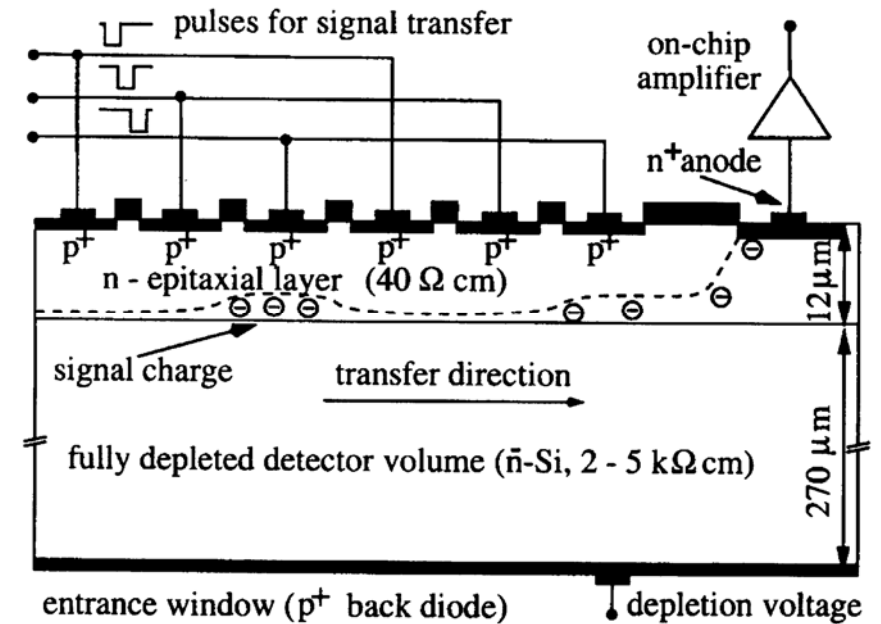 pulses for signal transfer
on-chip
amplifier
n+ anode
p+ p+ p+ p+ p+ p+
n - epitaxial layer (40 Ω cm)
12 μm
signal charge
transfer direction
fully depleted detector volume (n̄-Si, 2 - 5 kΩ cm)
270 μm
entrance window (p+ back diode)
depletion voltage